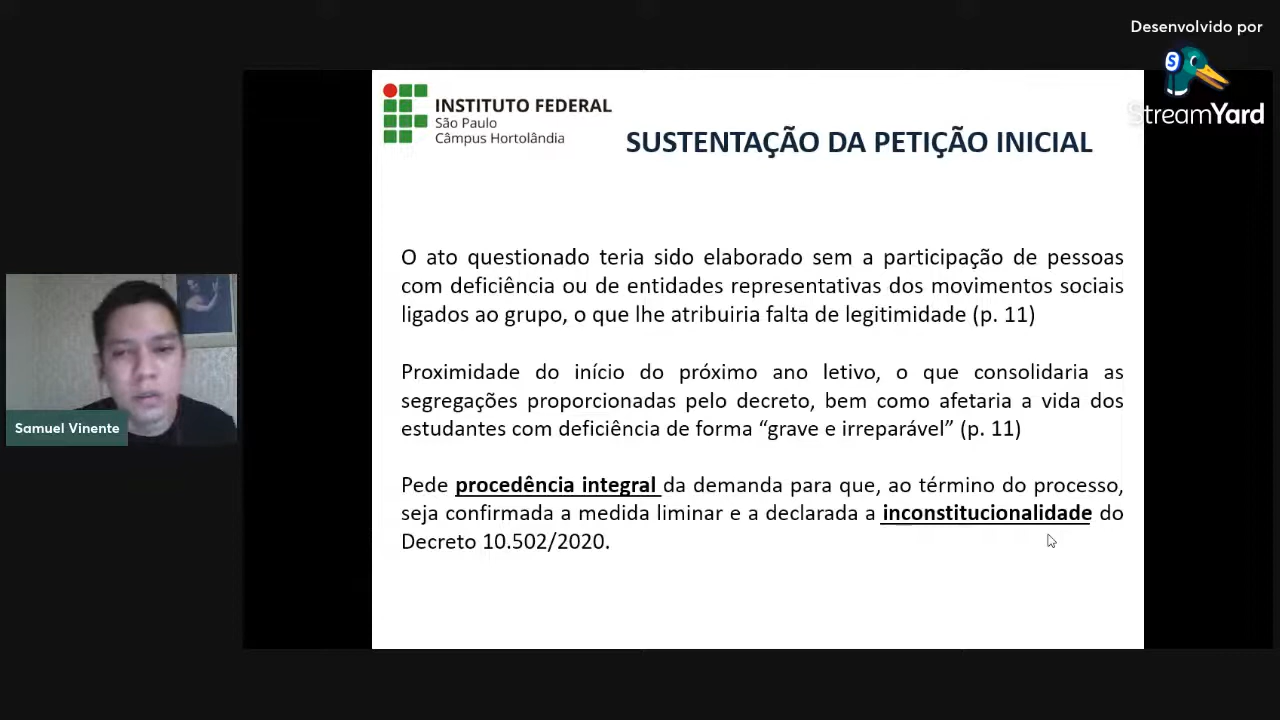 Desenvolvido por
StreamYard
INSTITUTO FEDERAL
São Paulo
Câmpus Hortolândia
SUSTENTAÇÃO DA PETIÇÃO INICIAL
O ato questionado teria sido elaborado sem a participação de pessoas
com deficiência ou de entidades representativas dos movimentos sociais
ligados ao grupo, o que lhe atribuiria falta de legitimidade (p. 11)
Proximidade do início do próximo ano letivo, o que consolidaria as
segregações proporcionadas pelo decreto, bem como afetaria a vida dos
estudantes com deficiência de forma “grave e irreparável” (p. 11)
Pede procedência integral da demanda para que, ao término do processo,
seja confirmada a medida liminar e a declarada a inconstitucionalidade do
Decreto 10.502/2020.
Samuel Vinente